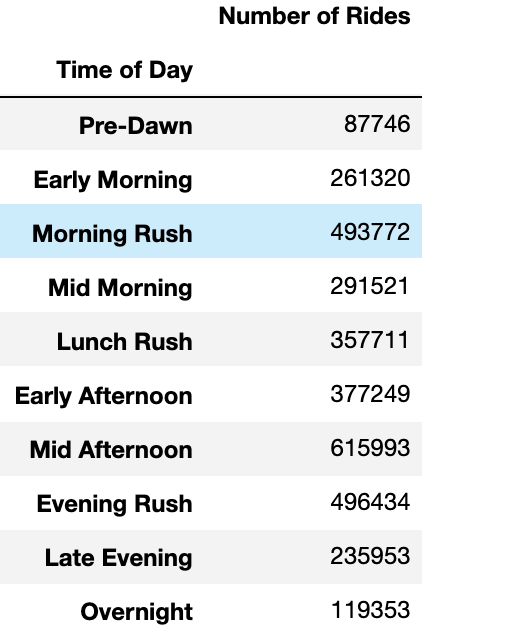 Number of Rides
Time of Day
Pre-Dawn 87746
Early Morning 261320
Morning Rush 493772
Mid Morning 291521
Lunch Rush 357711
Early Afternoon 377249
Mid Afternoon 615993
Evening Rush 496434
Late Evening 235953
Overnight 119353